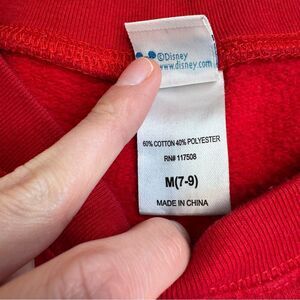 ©Disney
www.disney.com
60% COTTON 40% POLYESTER
RN# 117508
M(7-9)
MADE IN CHINA